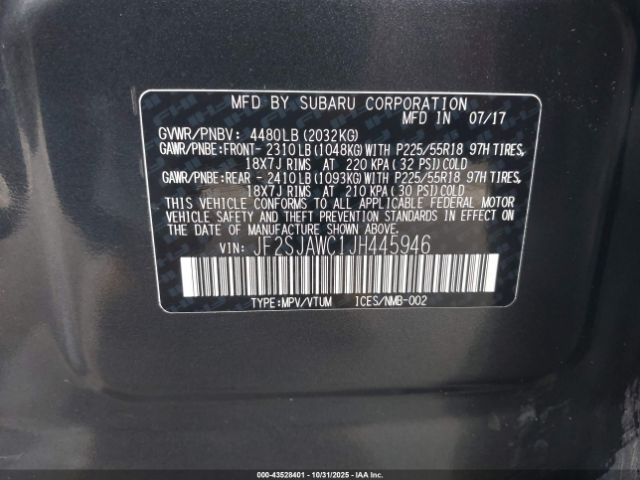 MFD BY SUBARU CORPORATION
MFD IN 07/17
GVWR/PNBV: 4480LB(2032KG)
GAWR/PNBE:FRONT- 2310LB(1048KG)WITH P225/55R18 97H TIRES,
18X7J RIMS AT 220 KPA(32 PSI)COLD
GAWR/PNBE:REAR - 2410LB(1093KG)WITH P225/55R18 97H TIRES,
18X7J RIMS AT 210 KPA(30 PSI)COLD
THIS VEHICLE CONFORMS TO ALL APPLICABLE FEDERAL MOTOR
VEHICLE SAFETY AND THEFT PREVENTION STANDARDS IN EFFECT
ON THE DATE OF MANUFACTURE SHOWN ABOVE.
VIN: JF2SJAWC1JH445946
TYPE:MPV/VTUM ICES/NMB-002
000-43528401 - 10/31/2025 - IAA, Inc.